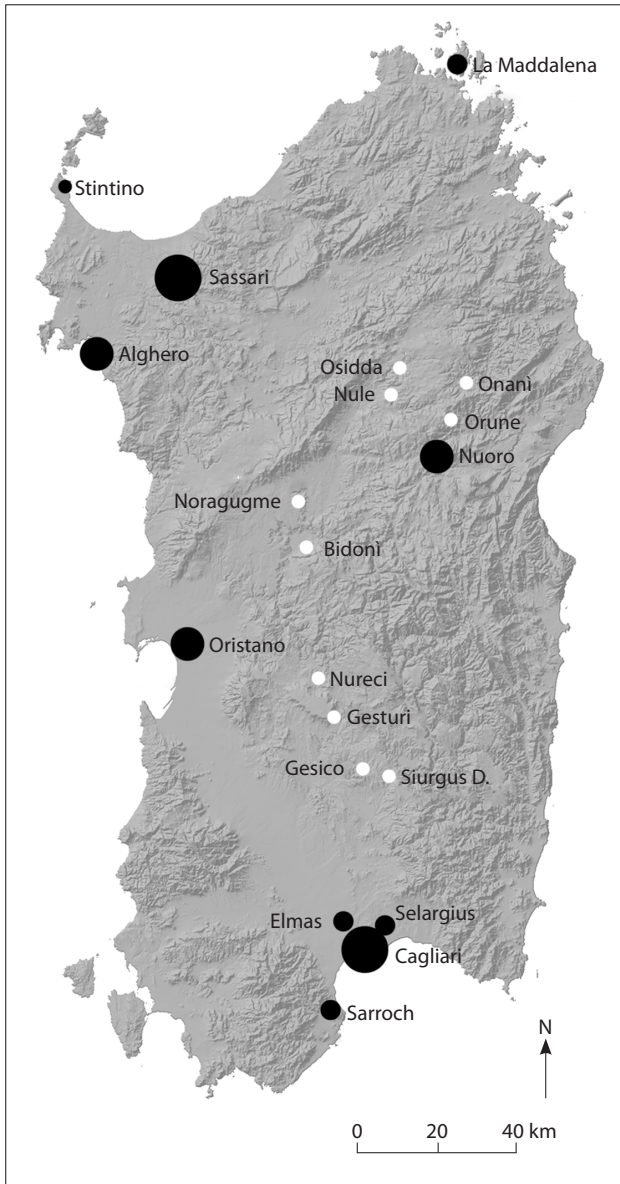 La Maddalena
Stintino
Sassari
Alghero
Osidda
Onanì
Nule
Orune
Nuoro
Noragugme
Bidonì
Oristano
Nureci
Gesturi
Gesico
Siurgus D.
Elmas
Selargius
Cagliari
Sarroch
N
0 20 40 km